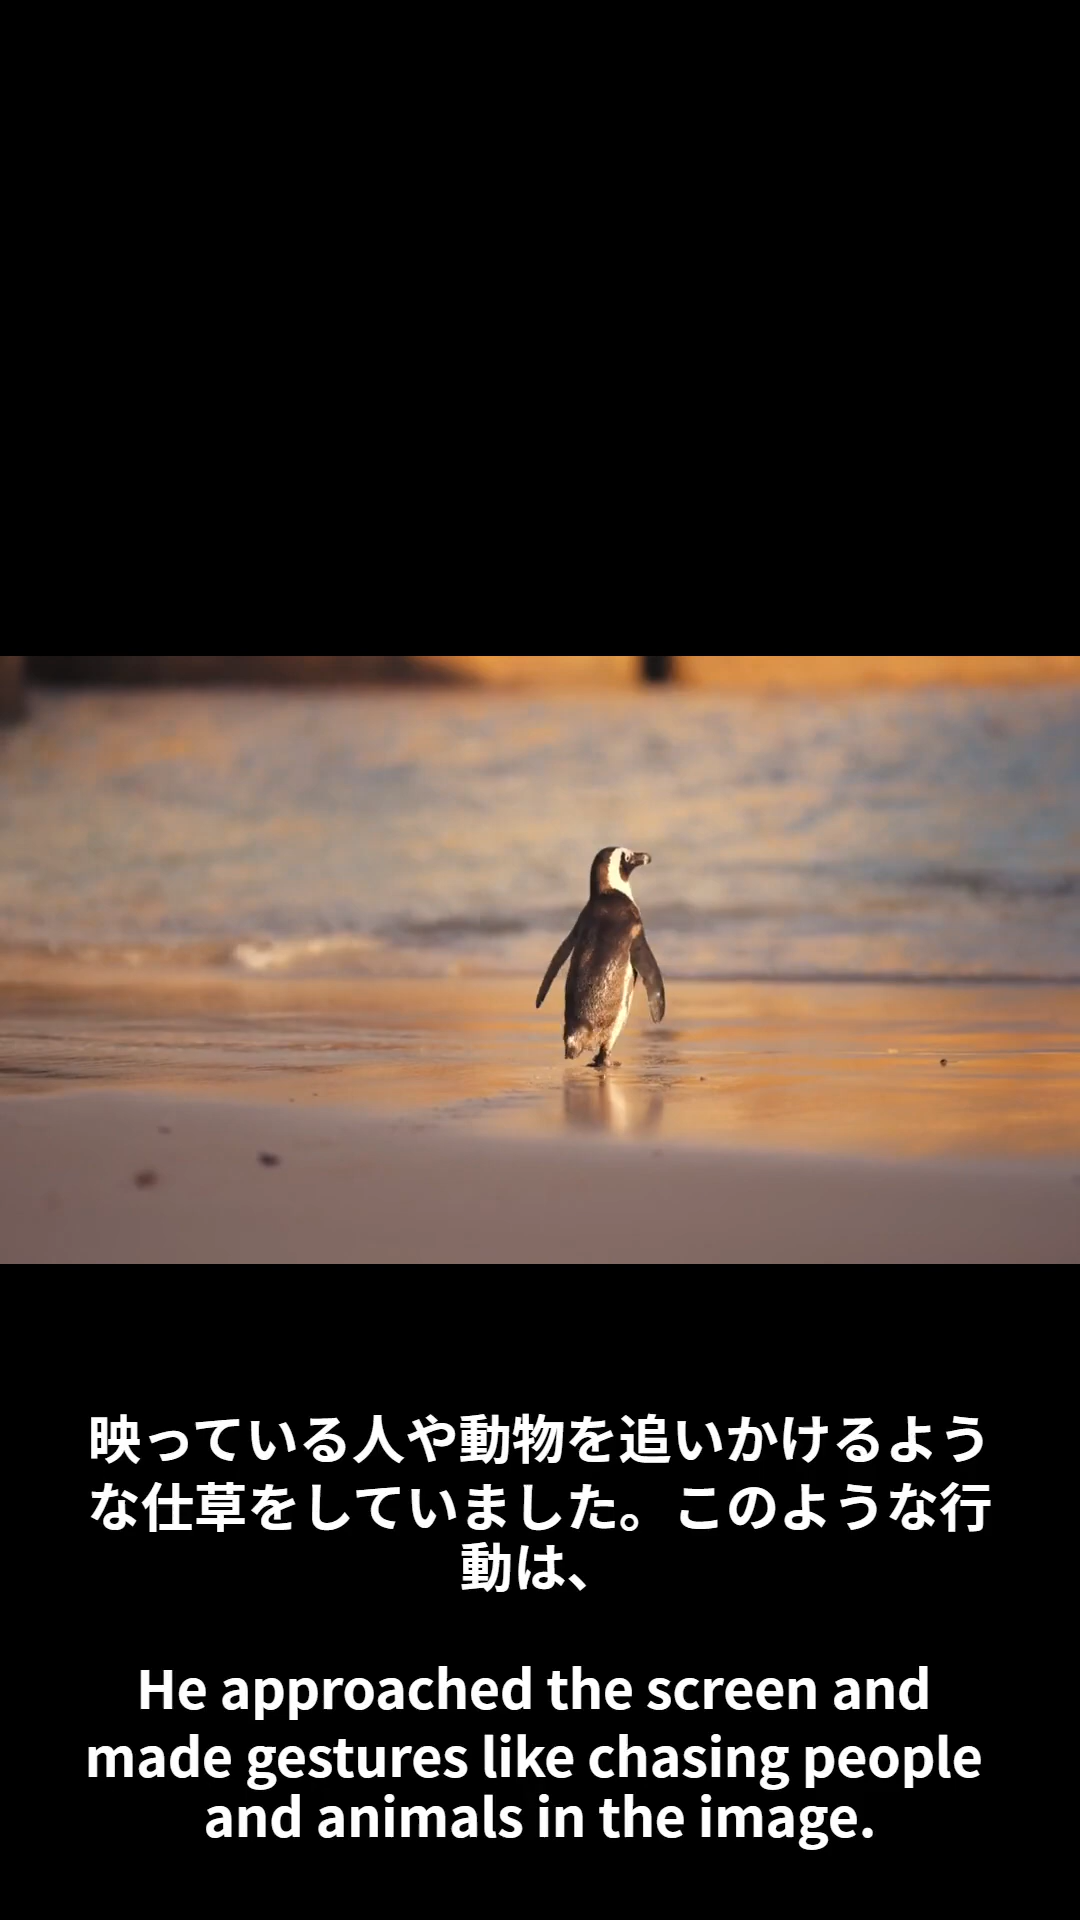 映っている人や動物を追いかけるよう
な仕草をしていました。このような行
動は、
He approached the screen and
made gestures like chasing people
and animals in the image.